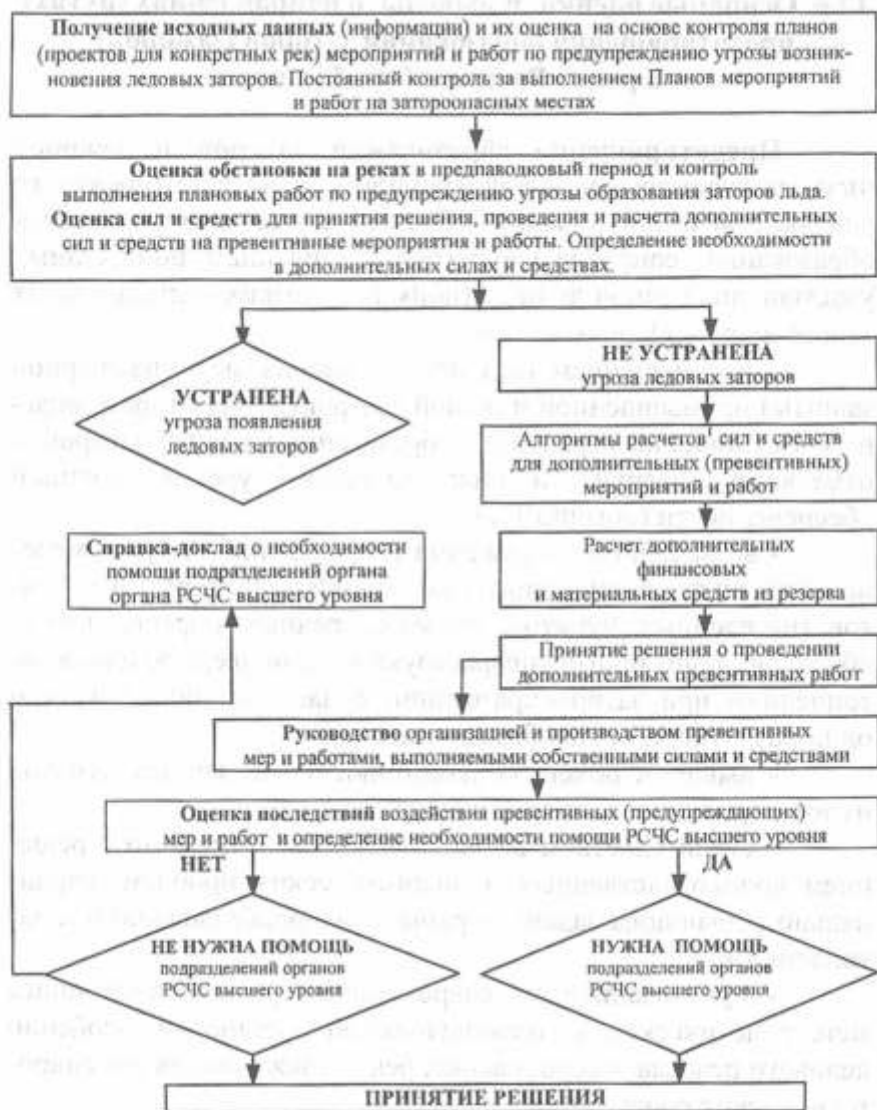 Получение исходных данных (информации) и их оценка на основе контроля планов
(проектов для конкретных рек) мероприятий и работ по предупреждению угрозы возник-
новения ледовых заторов. Постоянный контроль за выполнением Планов мероприятий
и работ на затороопасных местах
Оценка обстановки на реках в предпаводковый период и контроль
выполнения плановых работ по предупреждению угрозы образования заторов льда.
Оценка сил и средств для принятия решения, проведения и расчета дополнительных
сил и средств на превентивные мероприятия и работы. Определение необходимости
в дополнительных силах и средствах.
УСТРАНЕНА
угроза появления
ледовых заторов
НЕ УСТРАНЕНА
угроза ледовых заторов
Алгоритмы расчетов сил и средств
для дополнительных (превентивных)
мероприятий и работ
Справка-доклад о необходимости
помощи подразделений органа
органа РСЧС высшего уровня
Расчет дополнительных
финансовых
и материальных средств из резерва
Принятие решения о проведении
дополнительных превентивных работ
Руководство организацией и производством превентивных
мер и работами, выполняемыми собственными силами и средствами
Оценка последствий воздействия превентивных (предупреждающих)
мер и работ и определение необходимости помощи РСЧС высшего уровня
НЕТ
ДА
НЕ НУЖНА ПОМОЩЬ
подразделений органов
РСЧС высшего уровня
НУЖНА ПОМОЩЬ
подразделений органов
РСЧС высшего уровня
ПРИНЯТИЕ РЕШЕНИЯ